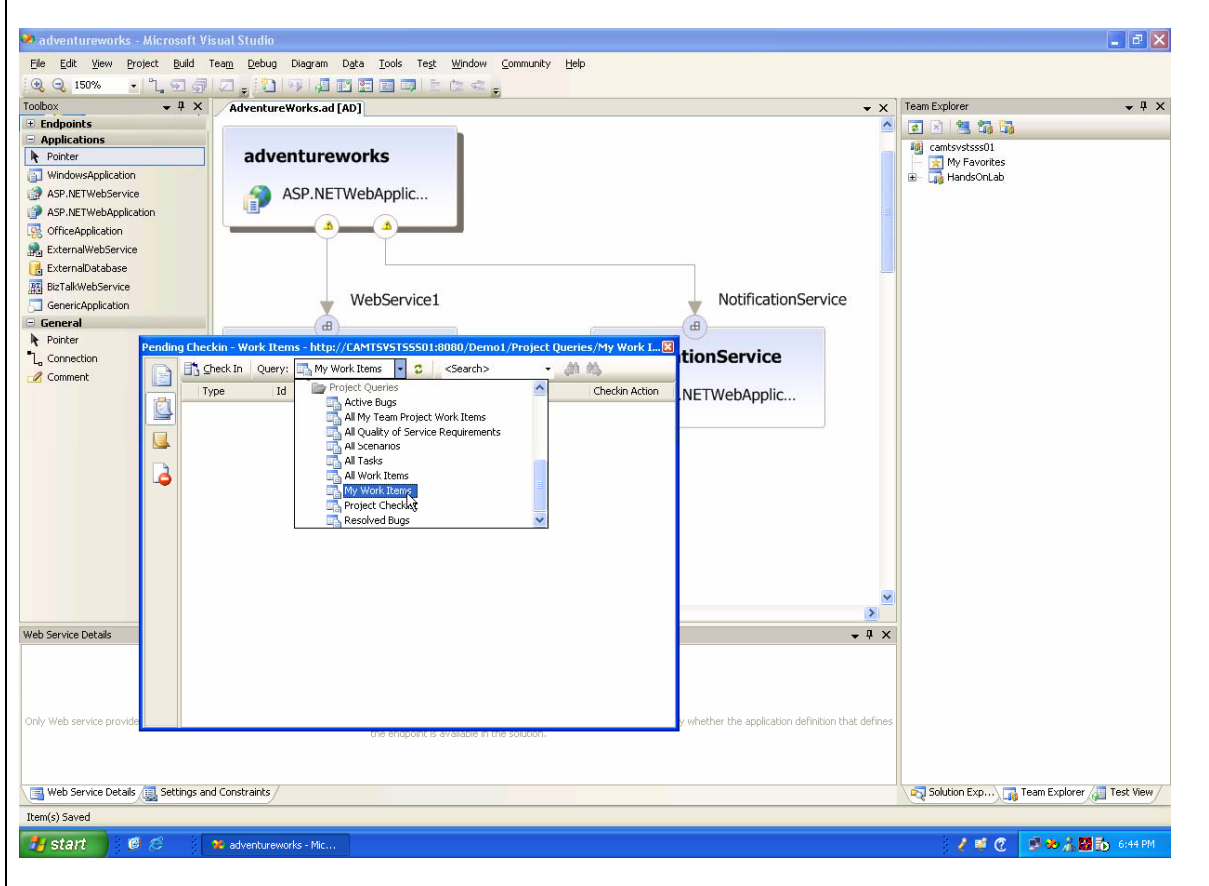 adventureworks - Microsoft Visual Studio
File Edit View Project Build Team Debug Diagram Data Tools Test Window Community Help
150%
Toolbox
Endpoints
Applications
Pointer
WindowsApplication
ASP.NETWebService
ASP.NETWebApplication
OfficeApplication
ExternalWebService
ExternalDatabase
BizTalkWebService
GenericApplication
General
Pointer
Connection
Comment
AdventureWorks.ad [AD]
adventureworks
ASP.NETWebApplic...
WebService1
NotificationService
tionService
.NETWebApplic...
Pending Checkin - Work Items - http://CAMTSVSTSSS01:8080/Demo1/Project Queries/My Work I...
Check In Query: My Work Items <Search>
Type Id Checkin Action
Project Queries
Active Bugs
All My Team Project Work Items
All Quality of Service Requirements
All Scenarios
All Tasks
All Work Items
My Work Items
Project Checklist
Resolved Bugs
Team Explorer
camtsvstsss01
My Favorites
HandsOnLab
Web Service Details
Only Web service provide
y whether the application definition that defines
the endpoint is available in the solution.
Web Service Details Settings and Constraints
Solution Exp... Team Explorer Test View
Item(s) Saved
start adventureworks - Mic... 6:44 PM